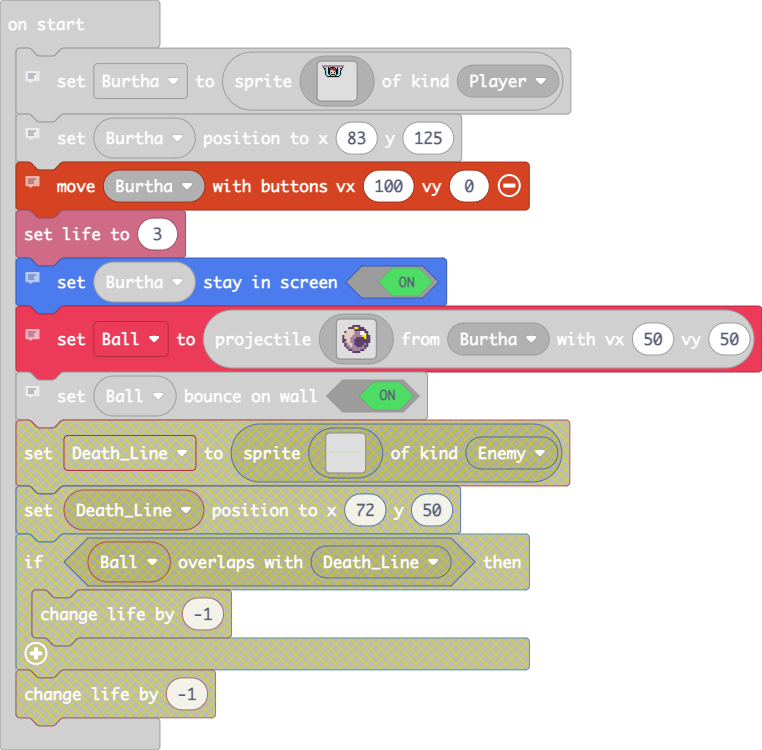 on start
set Burtha to sprite of kind Player
set Burtha position to x 83 y 125
move Burtha with buttons vx 100 vy 0
set life to 3
set Burtha stay in screen ON
set Ball to projectile from Burtha with vx 50 vy 50
set Ball bounce on wall ON
set Death_Line to sprite of kind Enemy
set Death_Line position to x 72 y 50
if Ball overlaps with Death_Line then
change life by -1
change life by -1